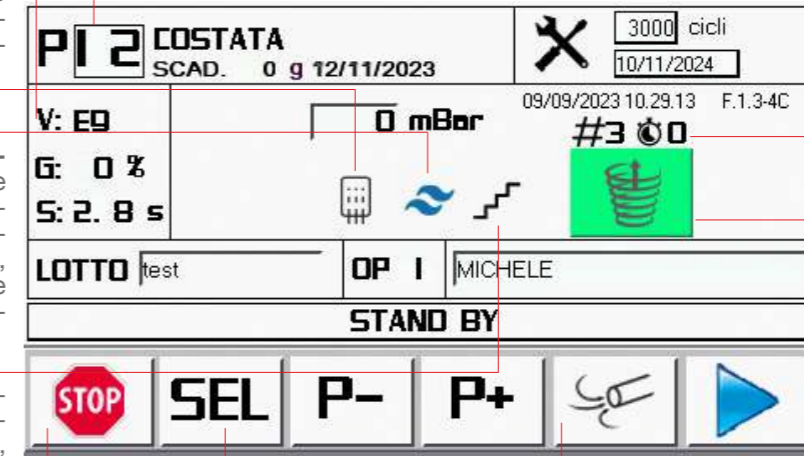 P12 COSTATA
SCAD. 0 g 12/11/2023
3000 cicli
10/11/2024
V: E9
0 mBar
09/09/2023 10.29.13 F.1.3-4C
#3 0
G: 0 %
S: 2.8 s
LOTTO test OP 1 MICHELE
STAND BY
STOP SEL P- P+